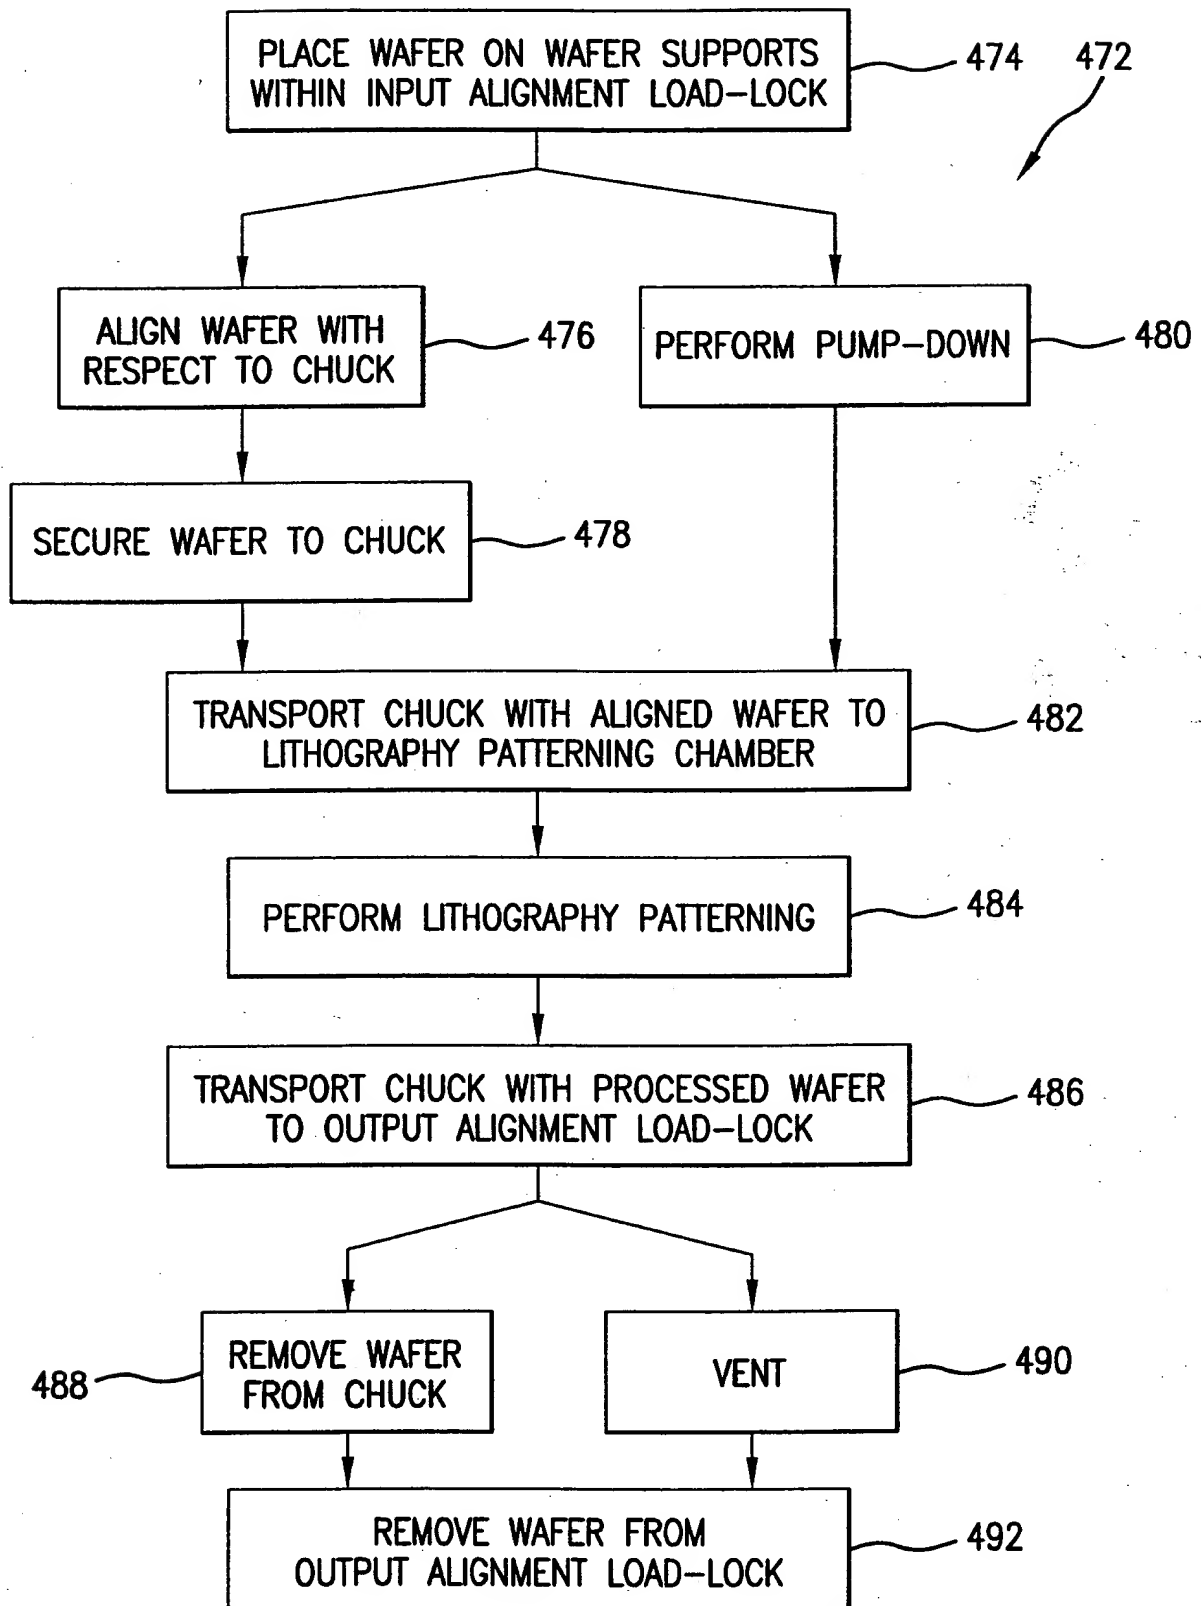 PLACE WAFER ON WAFER SUPPORTS
WITHIN INPUT ALIGNMENT LOAD-LOCK
474
472
ALIGN WAFER WITH
RESPECT TO CHUCK
476
PERFORM PUMP-DOWN
480
SECURE WAFER TO CHUCK
478
TRANSPORT CHUCK WITH ALIGNED WAFER TO
LITHOGRAPHY PATTERNING CHAMBER
482
PERFORM LITHOGRAPHY PATTERNING
484
TRANSPORT CHUCK WITH PROCESSED WAFER
TO OUTPUT ALIGNMENT LOAD-LOCK
486
REMOVE WAFER
FROM CHUCK
488
VENT
490
REMOVE WAFER FROM
OUTPUT ALIGNMENT LOAD-LOCK
492